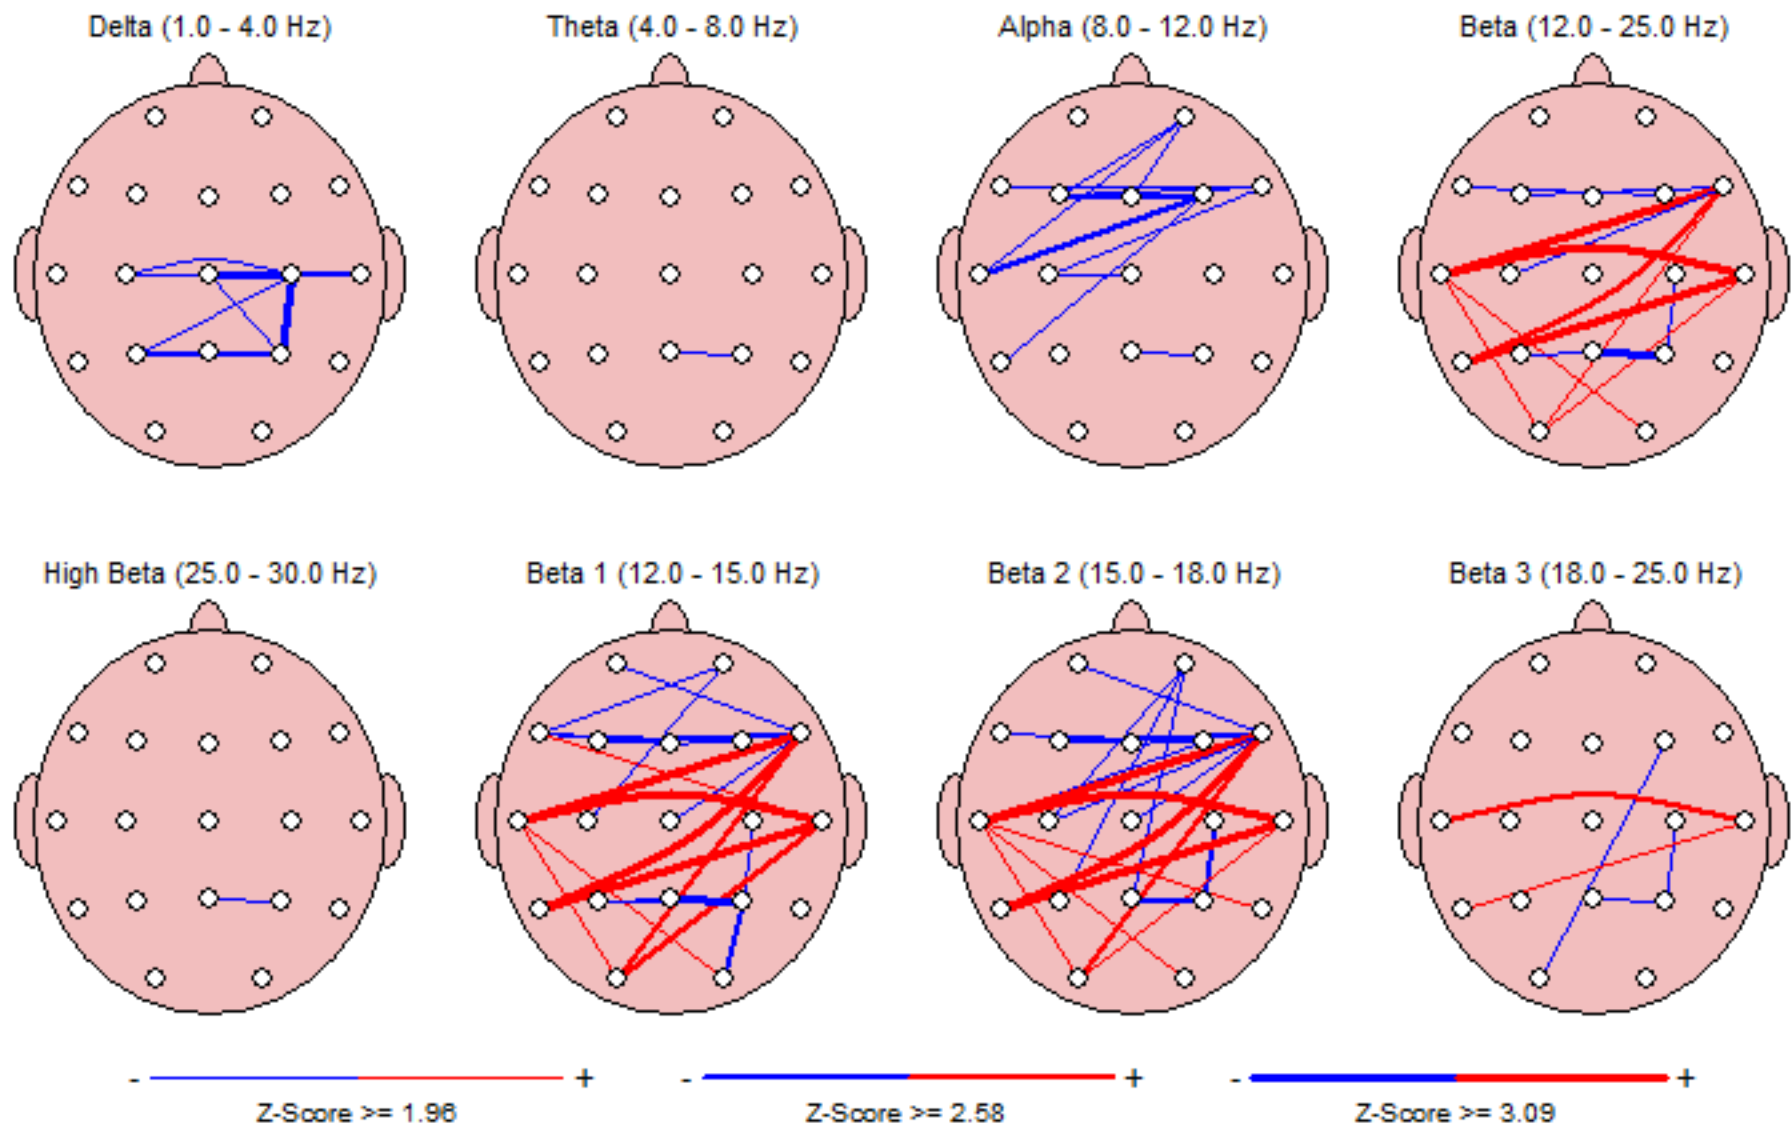 Delta (1.0 - 4.0 Hz)
Theta (4.0 - 8.0 Hz)
Alpha (8.0 - 12.0 Hz)
Beta (12.0 - 25.0 Hz)
High Beta (25.0 - 30.0 Hz)
Beta 1 (12.0 - 15.0 Hz)
Beta 2 (15.0 - 18.0 Hz)
Beta 3 (18.0 - 25.0 Hz)
- +
- +
- +
Z-Score >= 1.96
Z-Score >= 2.58
Z-Score >= 3.09